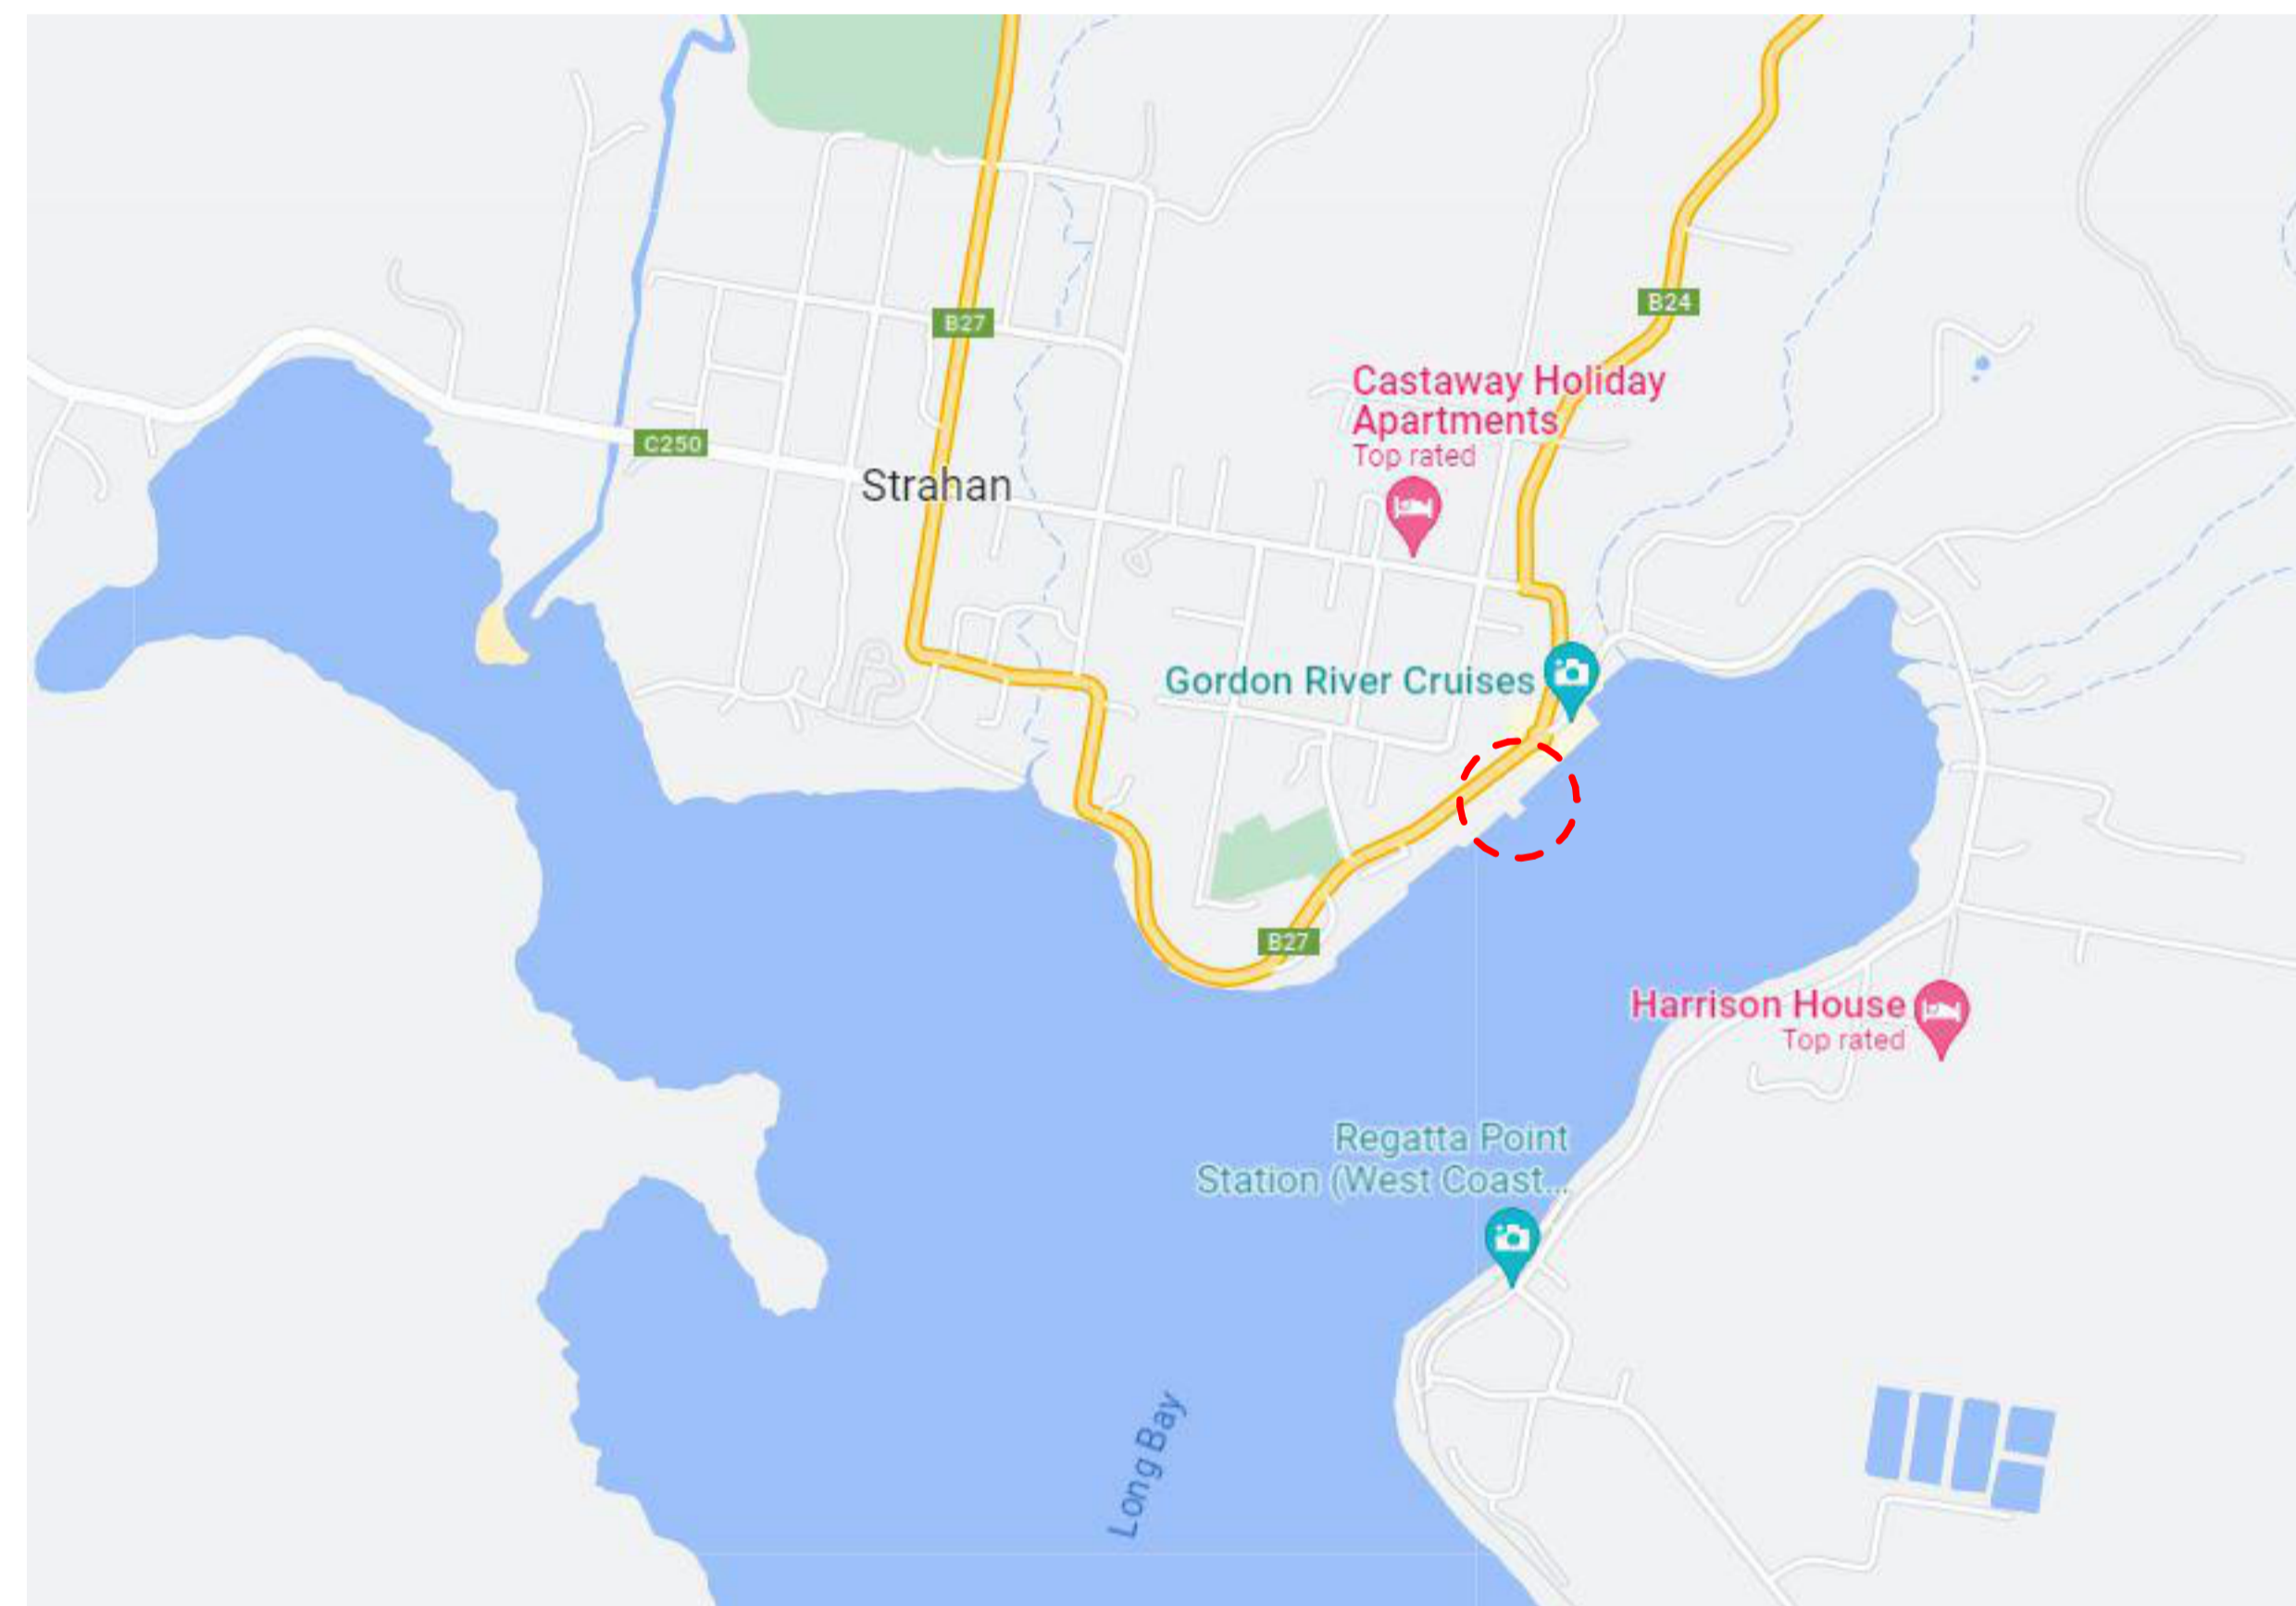 B24
B27
Castaway Holiday
Apartments
Top rated
C250
Strahan
Gordon River Cruises
B27
Harrison House
Top rated
Regatta Point
Station (West Coast...
Long Bay